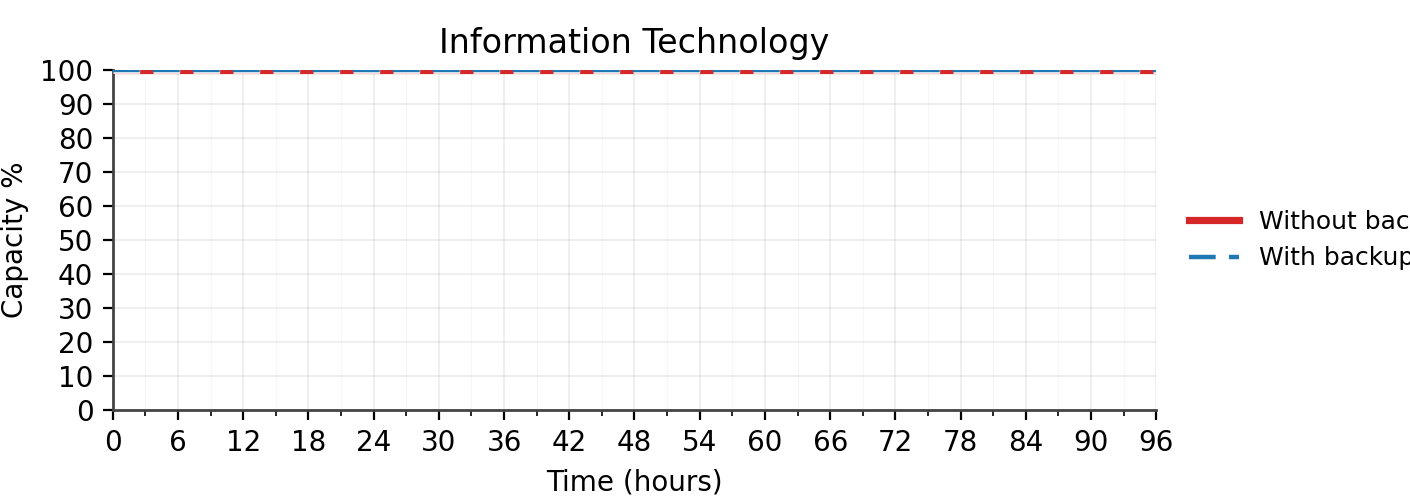 Information Technology
Capacity %
100
90
80
70
60
50
40
30
20
10
0
0 6 12 18 24 30 36 42 48 54 60 66 72 78 84 90 96
Time (hours)
Without bac
With backup